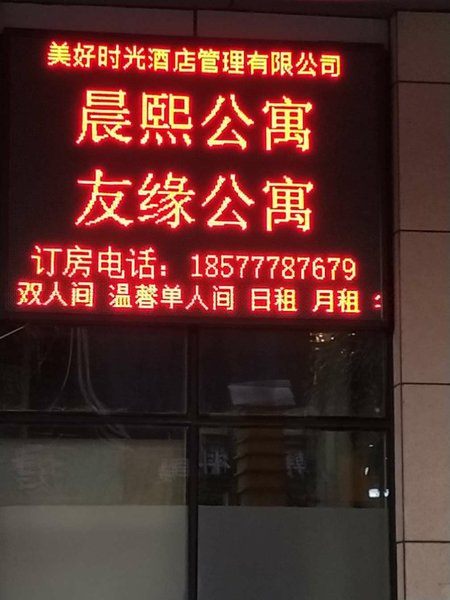 美好时光酒店管理有限公司
晨熙公寓
友缘公寓
订房电话：18577787679
双人间 温馨单人间 日租 月租